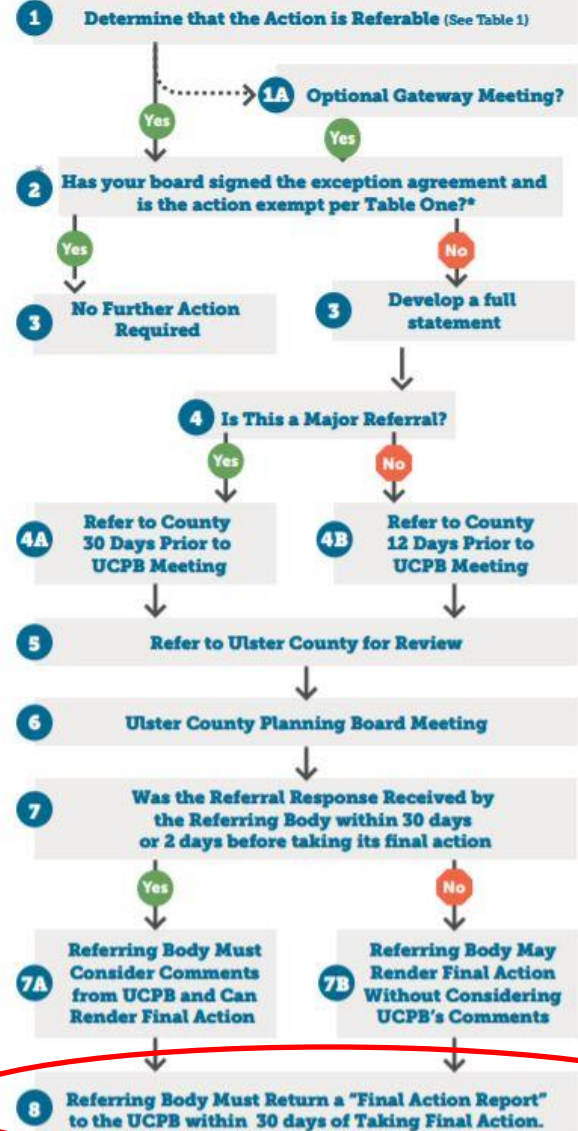 1 Determine that the Action is Referable (See Table 1)
1A Optional Gateway Meeting?
Yes
Yes
2 Has your board signed the exception agreement and
is the action exempt per Table One?*
Yes
No
3 No Further Action
Required
3 Develop a full
statement
4 Is This a Major Referral?
Yes
No
4A Refer to County
30 Days Prior to
UCPB Meeting
4B Refer to County
12 Days Prior to
UCPB Meeting
5 Refer to Ulster County for Review
6 Ulster County Planning Board Meeting
7 Was the Referral Response Received by
the Referring Body within 30 days
or 2 days before taking its final action
Yes
No
7A Referring Body Must
Consider Comments
from UCPB and Can
Render Final Action
7B Referring Body May
Render Final Action
Without Considering
UCPB's Comments
8 Referring Body Must Return a "Final Action Report"
to the UCPB within 30 days of Taking Final Action.